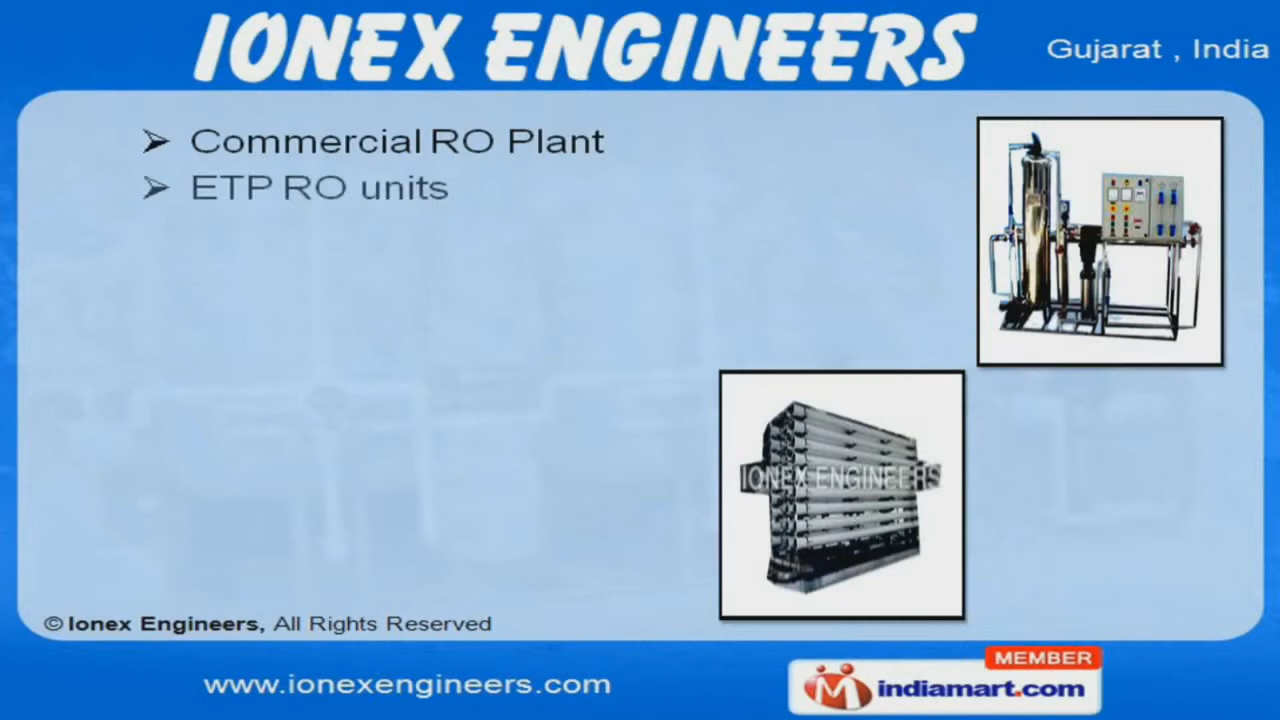 IONEX ENGINEERS
Gujarat , India
➢ Commercial RO Plant
➢ ETP RO units
IONEX ENGINEERS
© Ionex Engineers, All Rights Reserved
www.ionexengineers.com
MEMBER
indiamart.com